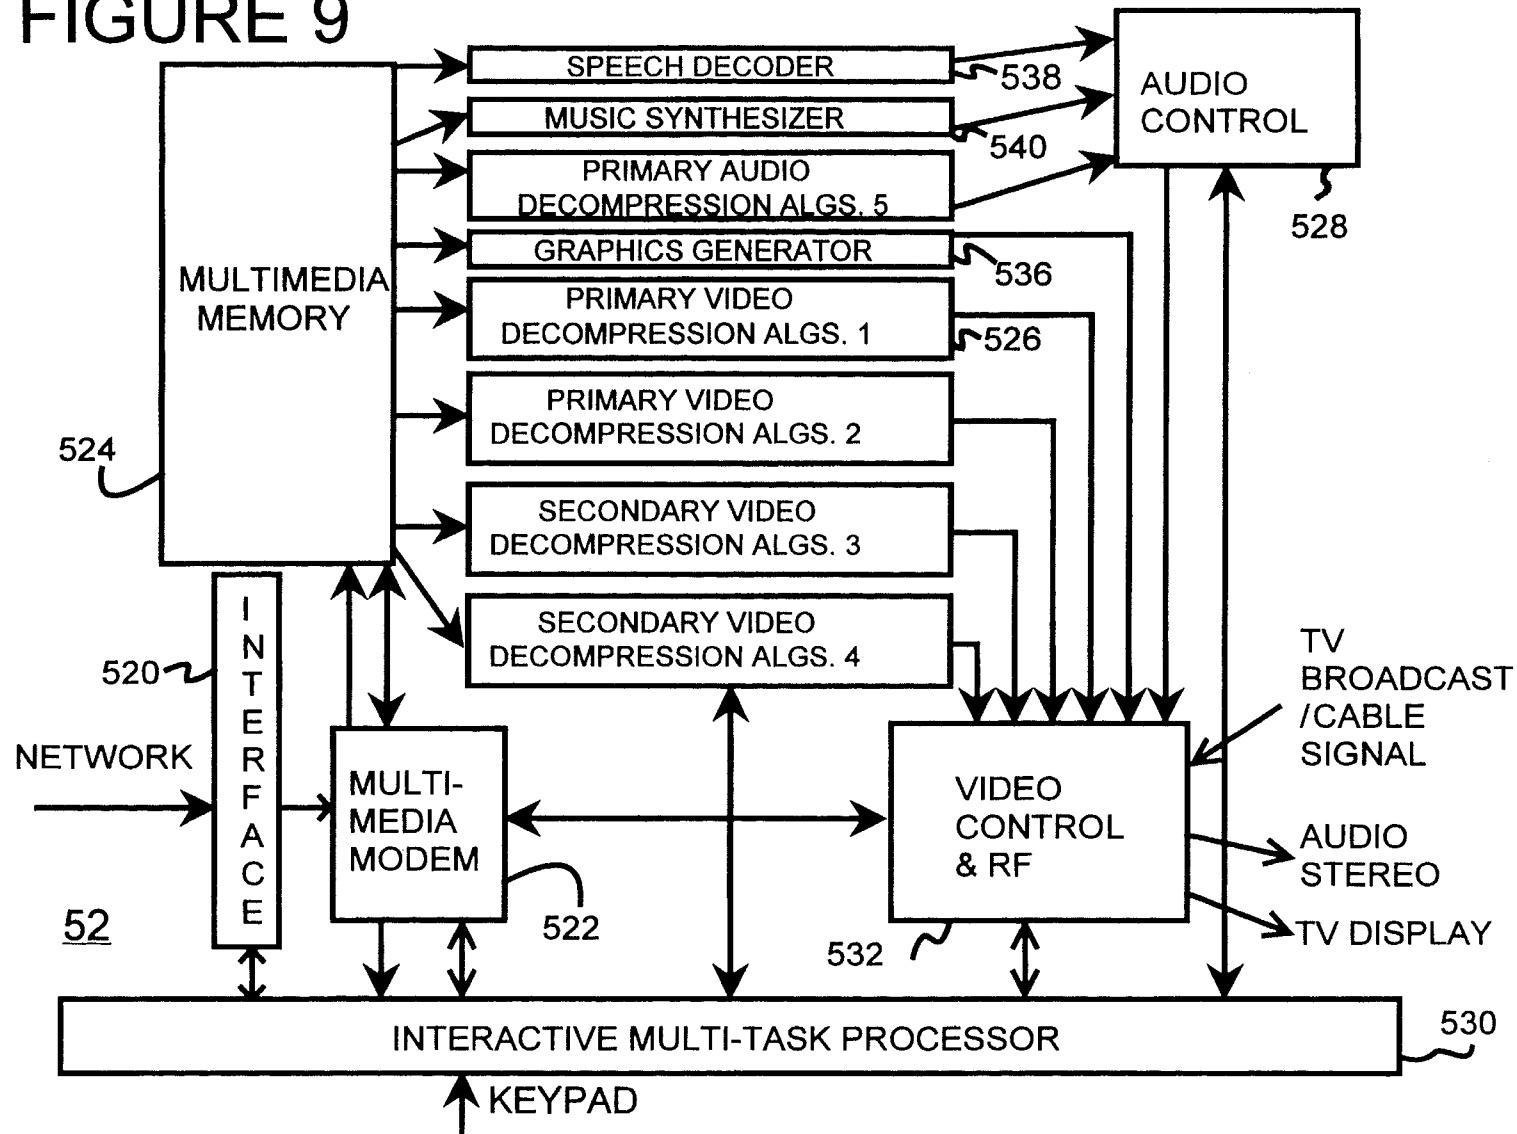 FIGURE 9
SPEECH DECODER
538
MUSIC SYNTHESIZER
540
PRIMARY AUDIO
DECOMPRESSION ALGS. 5
GRAPHICS GENERATOR
536
PRIMARY VIDEO
DECOMPRESSION ALGS. 1
526
PRIMARY VIDEO
DECOMPRESSION ALGS. 2
SECONDARY VIDEO
DECOMPRESSION ALGS. 3
SECONDARY VIDEO
DECOMPRESSION ALGS. 4
AUDIO
CONTROL
528
MULTIMEDIA
MEMORY
524
INTERFACE
520
NETWORK
MULTI-
MEDIA
MODEM
522
52
VIDEO
CONTROL
& RF
532
TV
BROADCAST
/CABLE
SIGNAL
AUDIO
STEREO
TV DISPLAY
INTERACTIVE MULTI-TASK PROCESSOR
530
KEYPAD